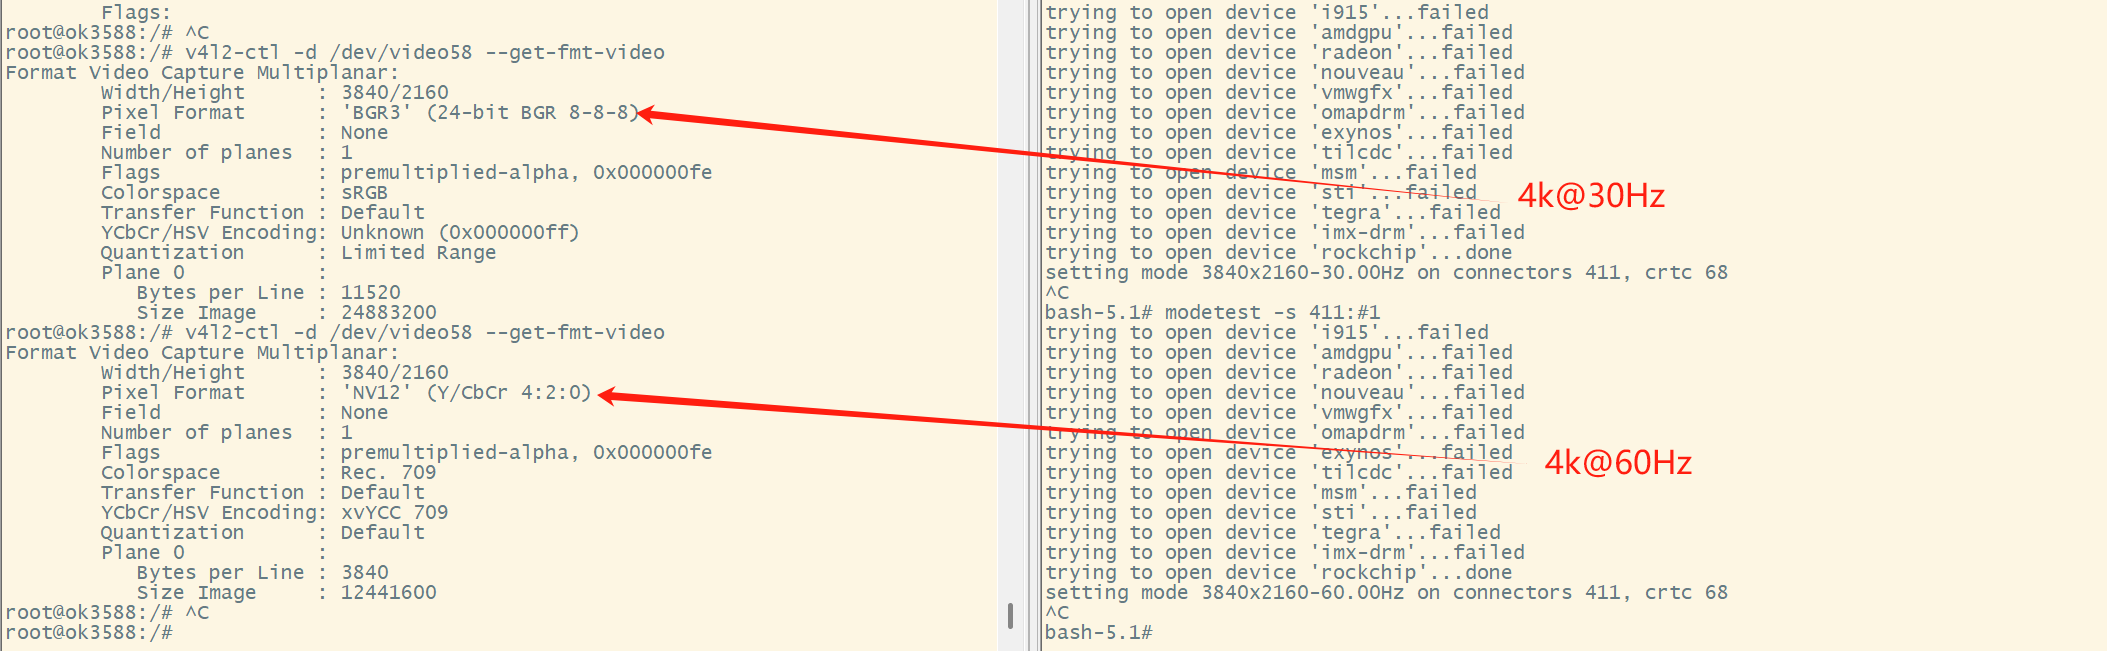 Flags:
root@ok3588:/# ^C
root@ok3588:/# v4l2-ctl -d /dev/video58 --get-fmt-video
Format Video Capture Multiplanar:
        Width/Height      : 3840/2160
        Pixel Format      : 'BGR3' (24-bit BGR 8-8-8)
        Field             : None
        Number of planes  : 1
        Flags             : premultiplied-alpha, 0x000000fe
        Colorspace        : sRGB
        Transfer Function : Default
        YCbCr/HSV Encoding: Unknown (0x000000ff)
        Quantization      : Limited Range
        Plane 0           :
           Bytes per Line : 11520
           Size Image     : 24883200
root@ok3588:/# v4l2-ctl -d /dev/video58 --get-fmt-video
Format Video Capture Multiplanar:
        Width/Height      : 3840/2160
        Pixel Format      : 'NV12' (Y/CbCr 4:2:0)
        Field             : None
        Number of planes  : 1
        Flags             : premultiplied-alpha, 0x000000fe
        Colorspace        : Rec. 709
        Transfer Function : Default
        YCbCr/HSV Encoding: xvYCC 709
        Quantization      : Default
        Plane 0           :
           Bytes per Line : 3840
           Size Image     : 12441600
root@ok3588:/# ^C
root@ok3588:/#
trying to open device 'i915'...failed
trying to open device 'amdgpu'...failed
trying to open device 'radeon'...failed
trying to open device 'nouveau'...failed
trying to open device 'vmwgfx'...failed
trying to open device 'omapdrm'...failed
trying to open device 'exynos'...failed
trying to open device 'tilcdc'...failed
trying to open device 'msm'...failed
trying to open device 'sti'...failed
4k@30Hz
trying to open device 'tegra'...failed
trying to open device 'imx-drm'...failed
trying to open device 'rockchip'...done
setting mode 3840x2160-30.00Hz on connectors 411, crtc 68
^C
bash-5.1# modetest -s 411:#1
trying to open device 'i915'...failed
trying to open device 'amdgpu'...failed
trying to open device 'radeon'...failed
trying to open device 'nouveau'...failed
trying to open device 'vmwgfx'...failed
trying to open device 'omapdrm'...failed
trying to open device 'exynos'...failed
4k@60Hz
trying to open device 'tilcdc'...failed
trying to open device 'msm'...failed
trying to open device 'sti'...failed
trying to open device 'tegra'...failed
trying to open device 'imx-drm'...failed
trying to open device 'rockchip'...done
setting mode 3840x2160-60.00Hz on connectors 411, crtc 68
^C
bash-5.1#